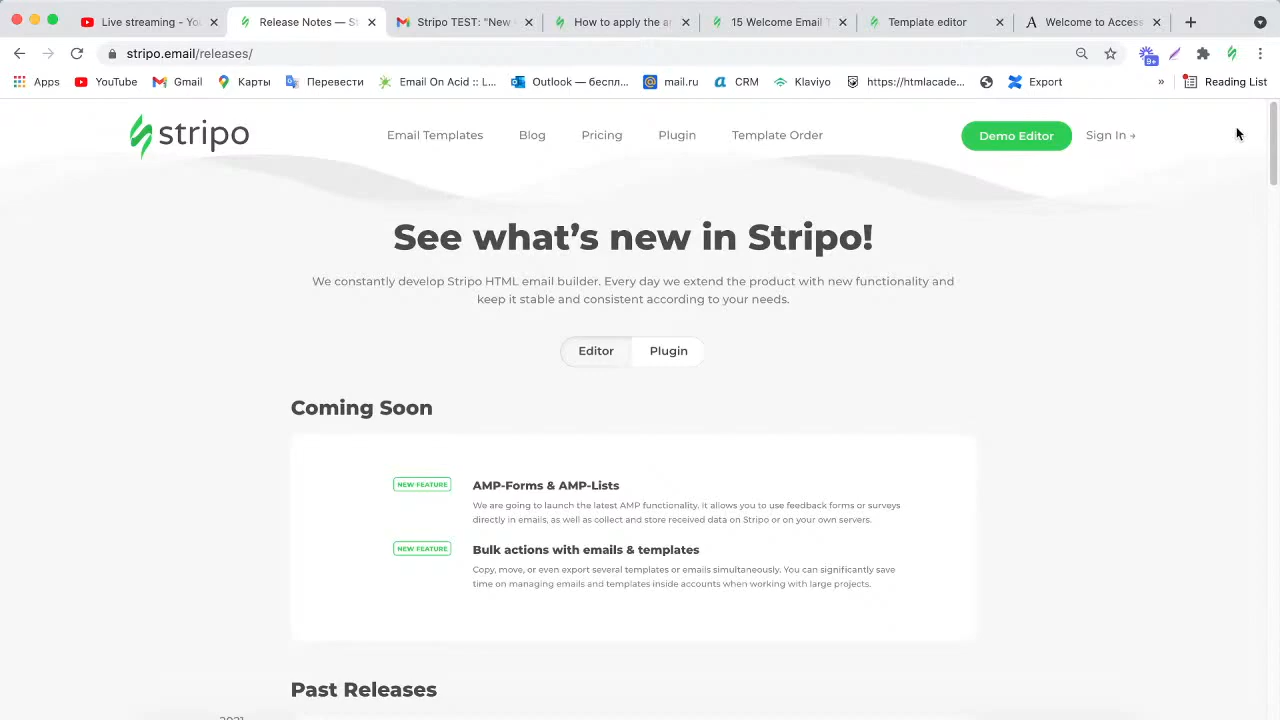 Live streaming - Y
Release Notes — S
Stripo TEST: "New
How to apply the a
15 Welcome Email T
Template editor
Welcome to Access
stripo.email/releases/
9+
Apps
YouTube
Gmail
Карты
Перевести
Email On Acid :: L...
Outlook — беспл...
mail.ru
CRM
Klaviyo
https://htmlacade...
Export
»
Reading List
stripo
Email Templates
Blog
Pricing
Plugin
Template Order
Demo Editor
Sign In →
See what's new in Stripo!
We constantly develop Stripo HTML email builder. Every day we extend the product with new functionality and
keep it stable and consistent according to your needs.
Editor
Plugin
Coming Soon
NEW FEATURE
AMP-Forms & AMP-Lists
We are going to launch the latest AMP functionality. It allows you to use feedback forms or surveys
directly in emails, as well as collect and store received data on Stripo or on your own servers.
NEW FEATURE
Bulk actions with emails & templates
Copy, move, or even export several templates or emails simultaneously. You can significantly save
time on managing emails and templates inside accounts when working with large projects.
Past Releases
2021